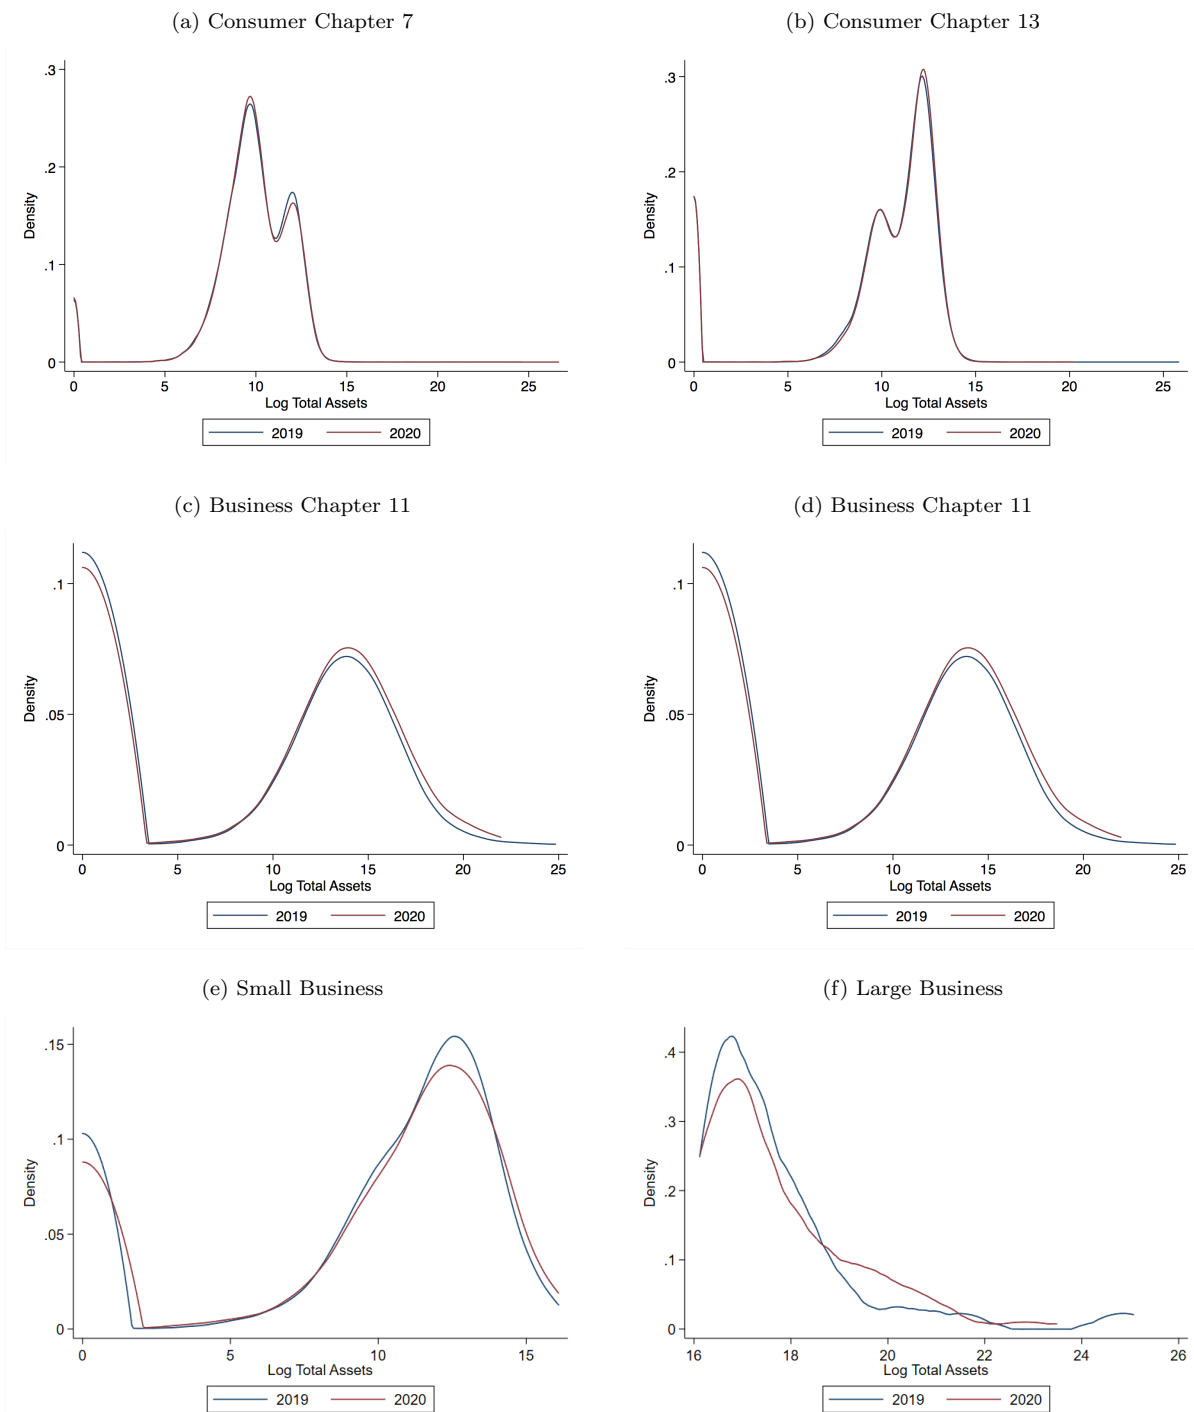 (a) Consumer Chapter 7
.3
.2
.1
0
Density
0 5 10 15 20 25
Log Total Assets
2019 2020
(b) Consumer Chapter 13
.3
.2
.1
0
Density
0 5 10 15 20 25
Log Total Assets
2019 2020
(c) Business Chapter 11
.1
.05
0
Density
0 5 10 15 20 25
Log Total Assets
2019 2020
(d) Business Chapter 11
.1
.05
0
Density
0 5 10 15 20 25
Log Total Assets
2019 2020
(e) Small Business
.15
.1
.05
0
Density
0 5 10 15
Log Total Assets
2019 2020
(f) Large Business
.4
.3
.2
.1
0
Density
16 18 20 22 24 26
Log Total Assets
2019 2020